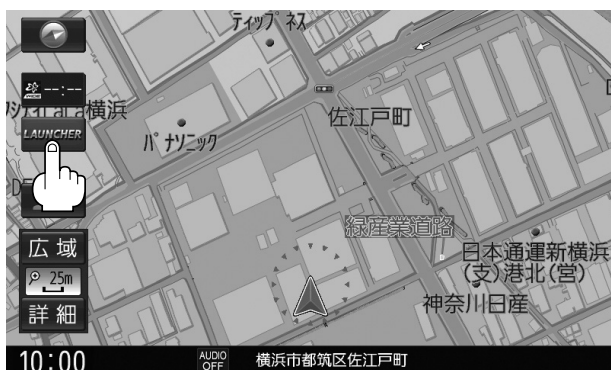 ティップネス
--:--
横浜
LAUNCHER
パナソニック
佐江戸町
緑産業道路
広域
25m
詳細
日本通運新横浜
(支)港北(営)
神奈川日産
10:00
AUDIO
OFF
横浜市都筑区佐江戸町